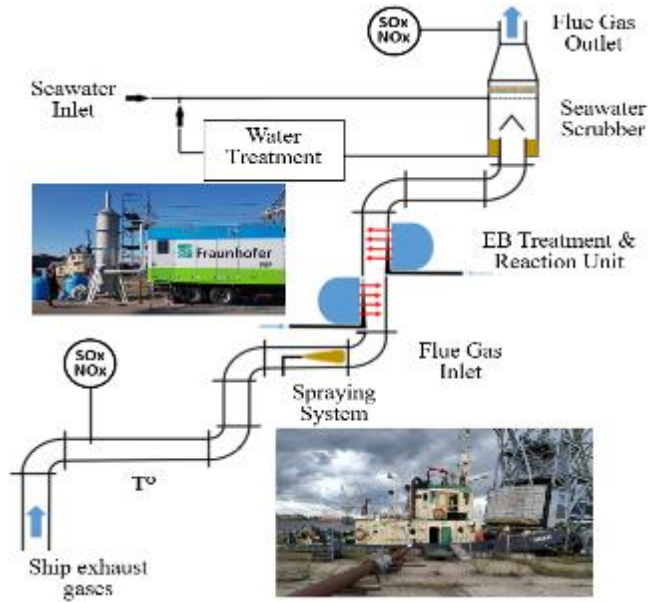 SOx
NOx
Flue Gas
Outlet
Seawater
Inlet
Seawater
Scrubber
Water
Treatment
Fraunhofer
FEP
EB Treatment &
Reaction Unit
SOx
NOx
Flue Gas
Inlet
Spraying
System
T°
Ship exhaust
gases